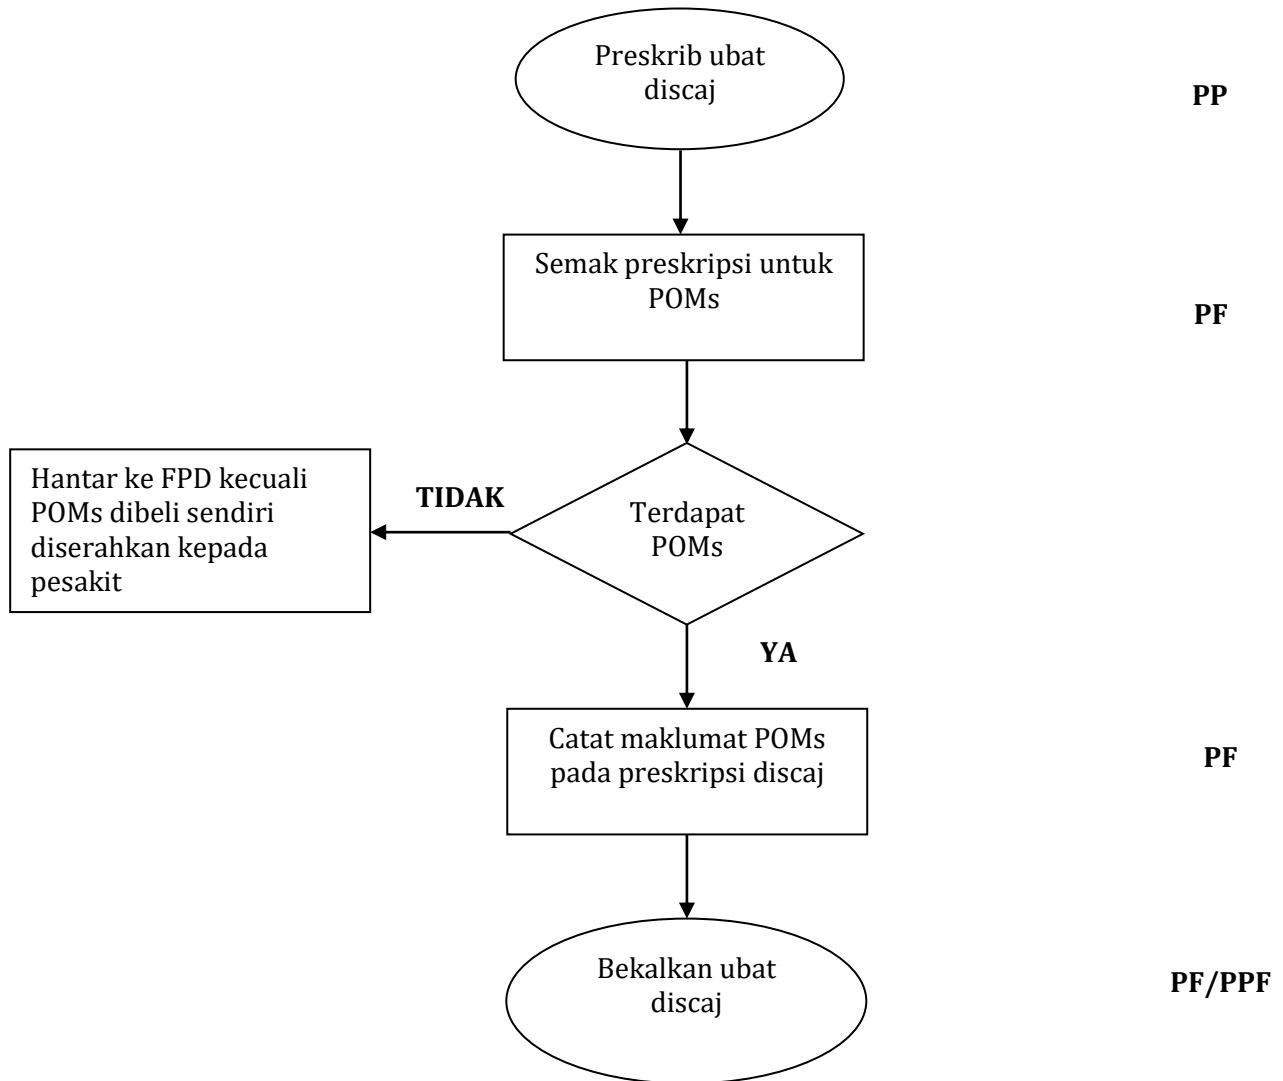 Preskrib ubat
discaj
PP
Semak preskripsi untuk
POMs
PF
Hantar ke FPD kecuali
POMs dibeli sendiri
diserahkan kepada
pesakit
TIDAK
Terdapat
POMs
YA
Catat maklumat POMs
pada preskripsi discaj
PF
Bekalkan ubat
discaj
PF/PPF